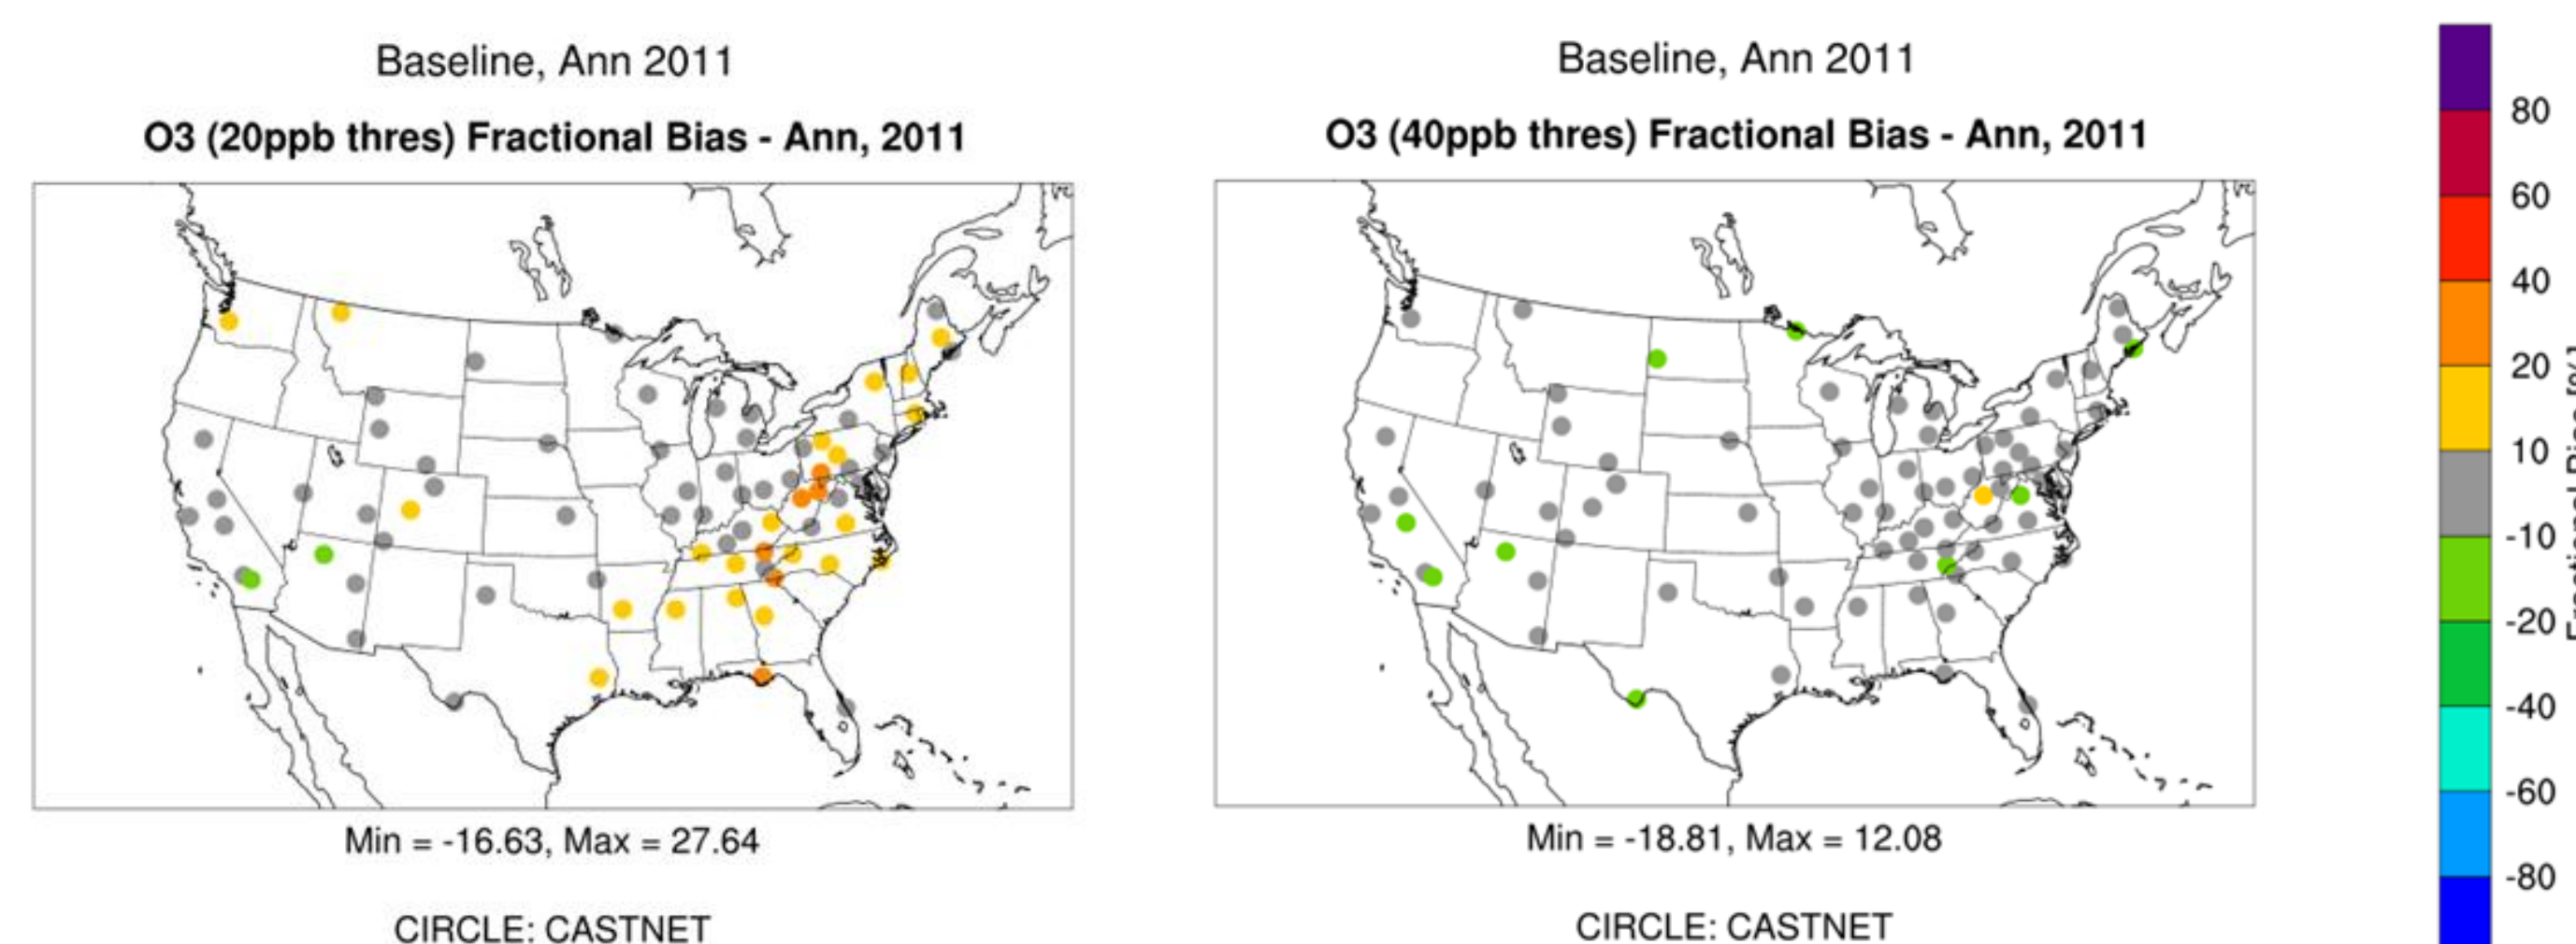 Baseline, Ann 2011
O3 (20ppb thres) Fractional Bias - Ann, 2011
Min = -16.63, Max = 27.64
CIRCLE: CASTNET
Baseline, Ann 2011
O3 (40ppb thres) Fractional Bias - Ann, 2011
Min = -18.81, Max = 12.08
CIRCLE: CASTNET
80
60
40
20
10
-10
-20
-40
-60
-80